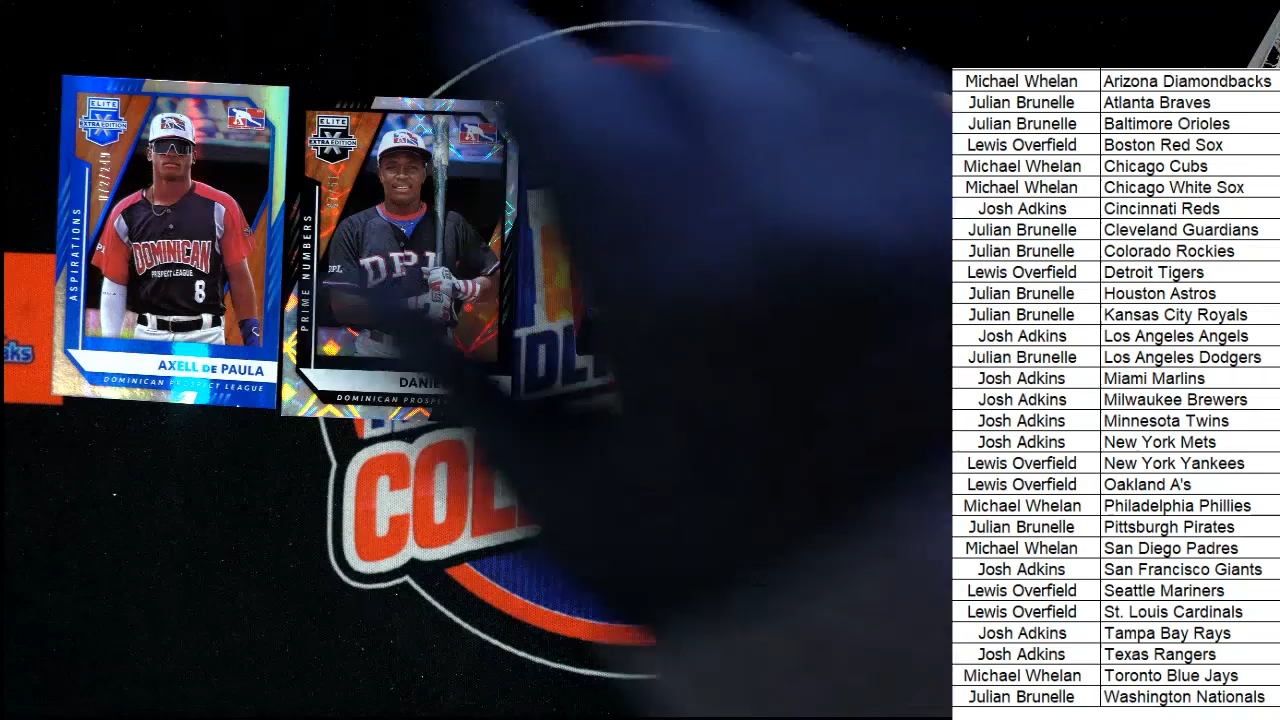 ELITE
EXTRA EDITION
ASPIRATIONS
DOMINICAN
PROSPECT LEAGUE
8
AXELL DE PAULA
DOMINICAN PROSPECT LEAGUE
ELITE
EXTRA EDITION
PRIME NUMBERS
DPL
DPL
DANIE
DOMINICAN PROSPE
COL
Michael Whelan Arizona Diamondbacks
Julian Brunelle Atlanta Braves
Julian Brunelle Baltimore Orioles
Lewis Overfield Boston Red Sox
Michael Whelan Chicago Cubs
Michael Whelan Chicago White Sox
Josh Adkins Cincinnati Reds
Julian Brunelle Cleveland Guardians
Julian Brunelle Colorado Rockies
Lewis Overfield Detroit Tigers
Julian Brunelle Houston Astros
Julian Brunelle Kansas City Royals
Josh Adkins Los Angeles Angels
Julian Brunelle Los Angeles Dodgers
Josh Adkins Miami Marlins
Josh Adkins Milwaukee Brewers
Josh Adkins Minnesota Twins
Josh Adkins New York Mets
Lewis Overfield New York Yankees
Lewis Overfield Oakland A's
Michael Whelan Philadelphia Phillies
Julian Brunelle Pittsburgh Pirates
Michael Whelan San Diego Padres
Josh Adkins San Francisco Giants
Lewis Overfield Seattle Mariners
Lewis Overfield St. Louis Cardinals
Josh Adkins Tampa Bay Rays
Josh Adkins Texas Rangers
Michael Whelan Toronto Blue Jays
Julian Brunelle Washington Nationals